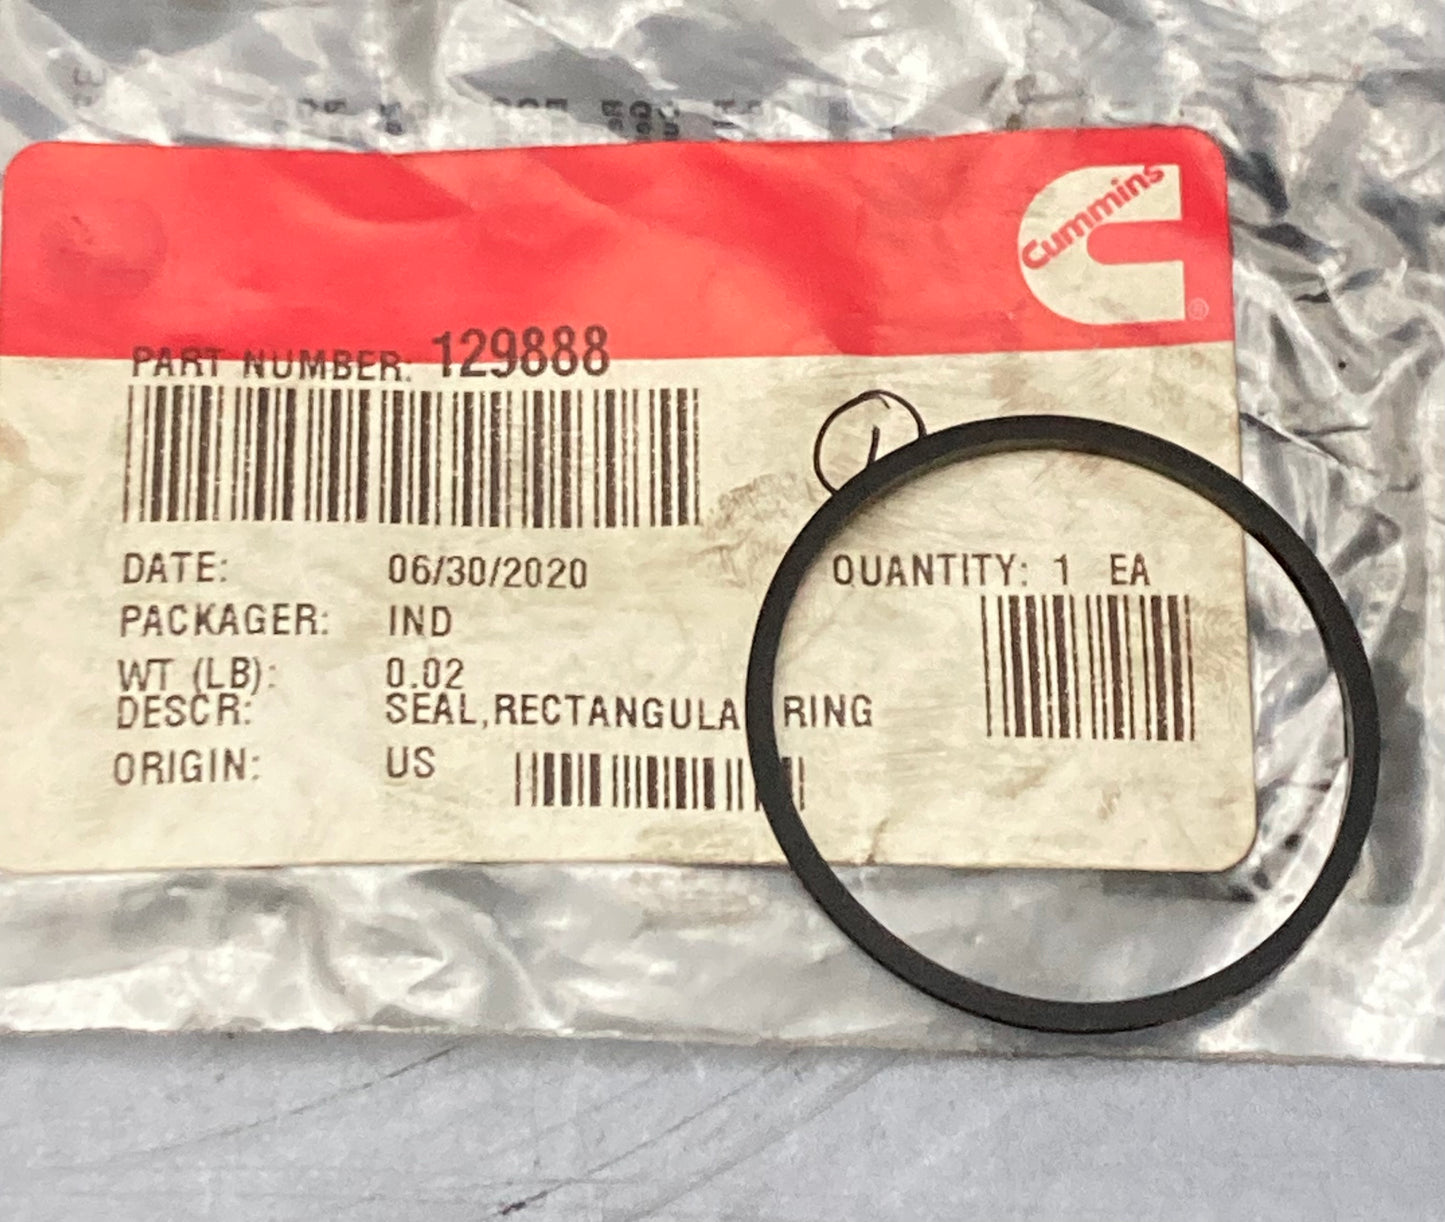 Cummins
®
PART NUMBER: 129888
1
DATE: 06/30/2020
QUANTITY: 1 EA
PACKAGER: IND
WT (LB): 0.02
DESCR: SEAL,RECTANGULA RING
ORIGIN: US